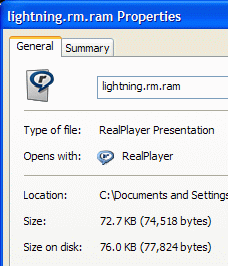 lightning.rm.ram Properties
General Summary
lightning.rm.ram
Type of file: RealPlayer Presentation
Opens with: RealPlayer
Location: C:\Documents and Settings
Size: 72.7 KB (74,518 bytes)
Size on disk: 76.0 KB (77,824 bytes)